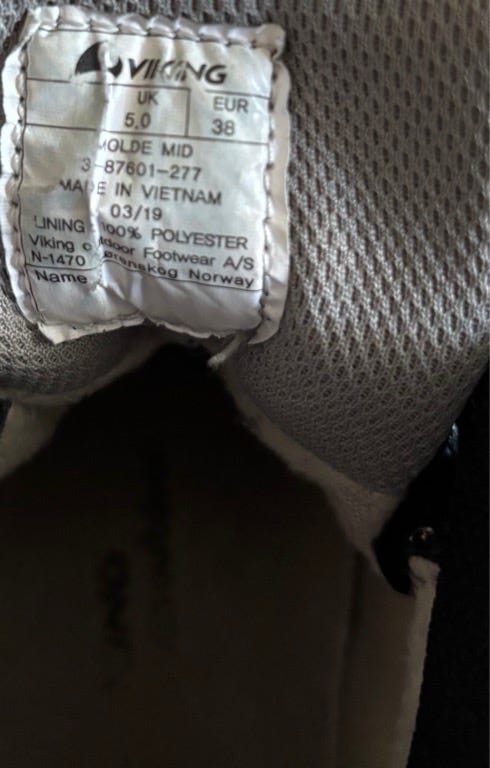 VIKING
UK EUR
5.0 38
MOLDE MID
3-87601-277
MADE IN VIETNAM
03/19
LINING 100% POLYESTER
Viking Footwear A/S
N-1470 Norway
Name